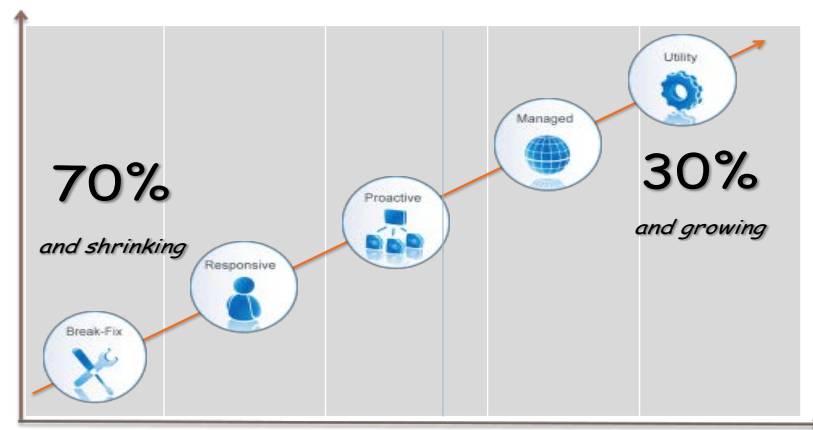 Utility
Managed
70%
30%
Proactive
and shrinking
and growing
Responsive
Break-Fix